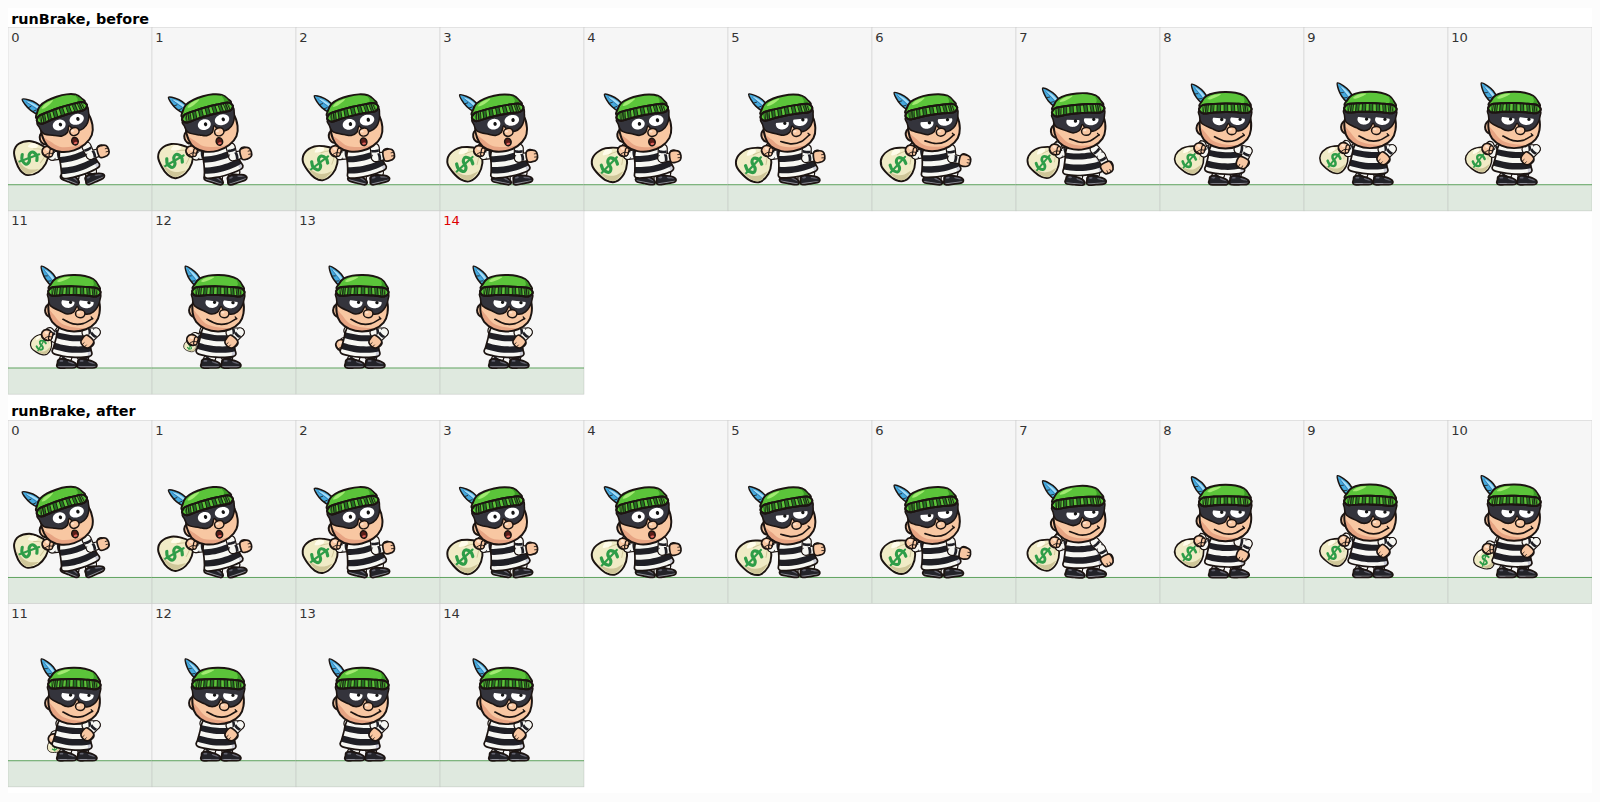 runBrake, before
0 1 2 3 4 5 6 7 8 9 10
$ $ $ $ $ $ $ $ $ $ $
11 12 13 14
$ $
runBrake, after
0 1 2 3 4 5 6 7 8 9 10
$ $ $ $ $ $ $ $ $ $ $
11 12 13 14